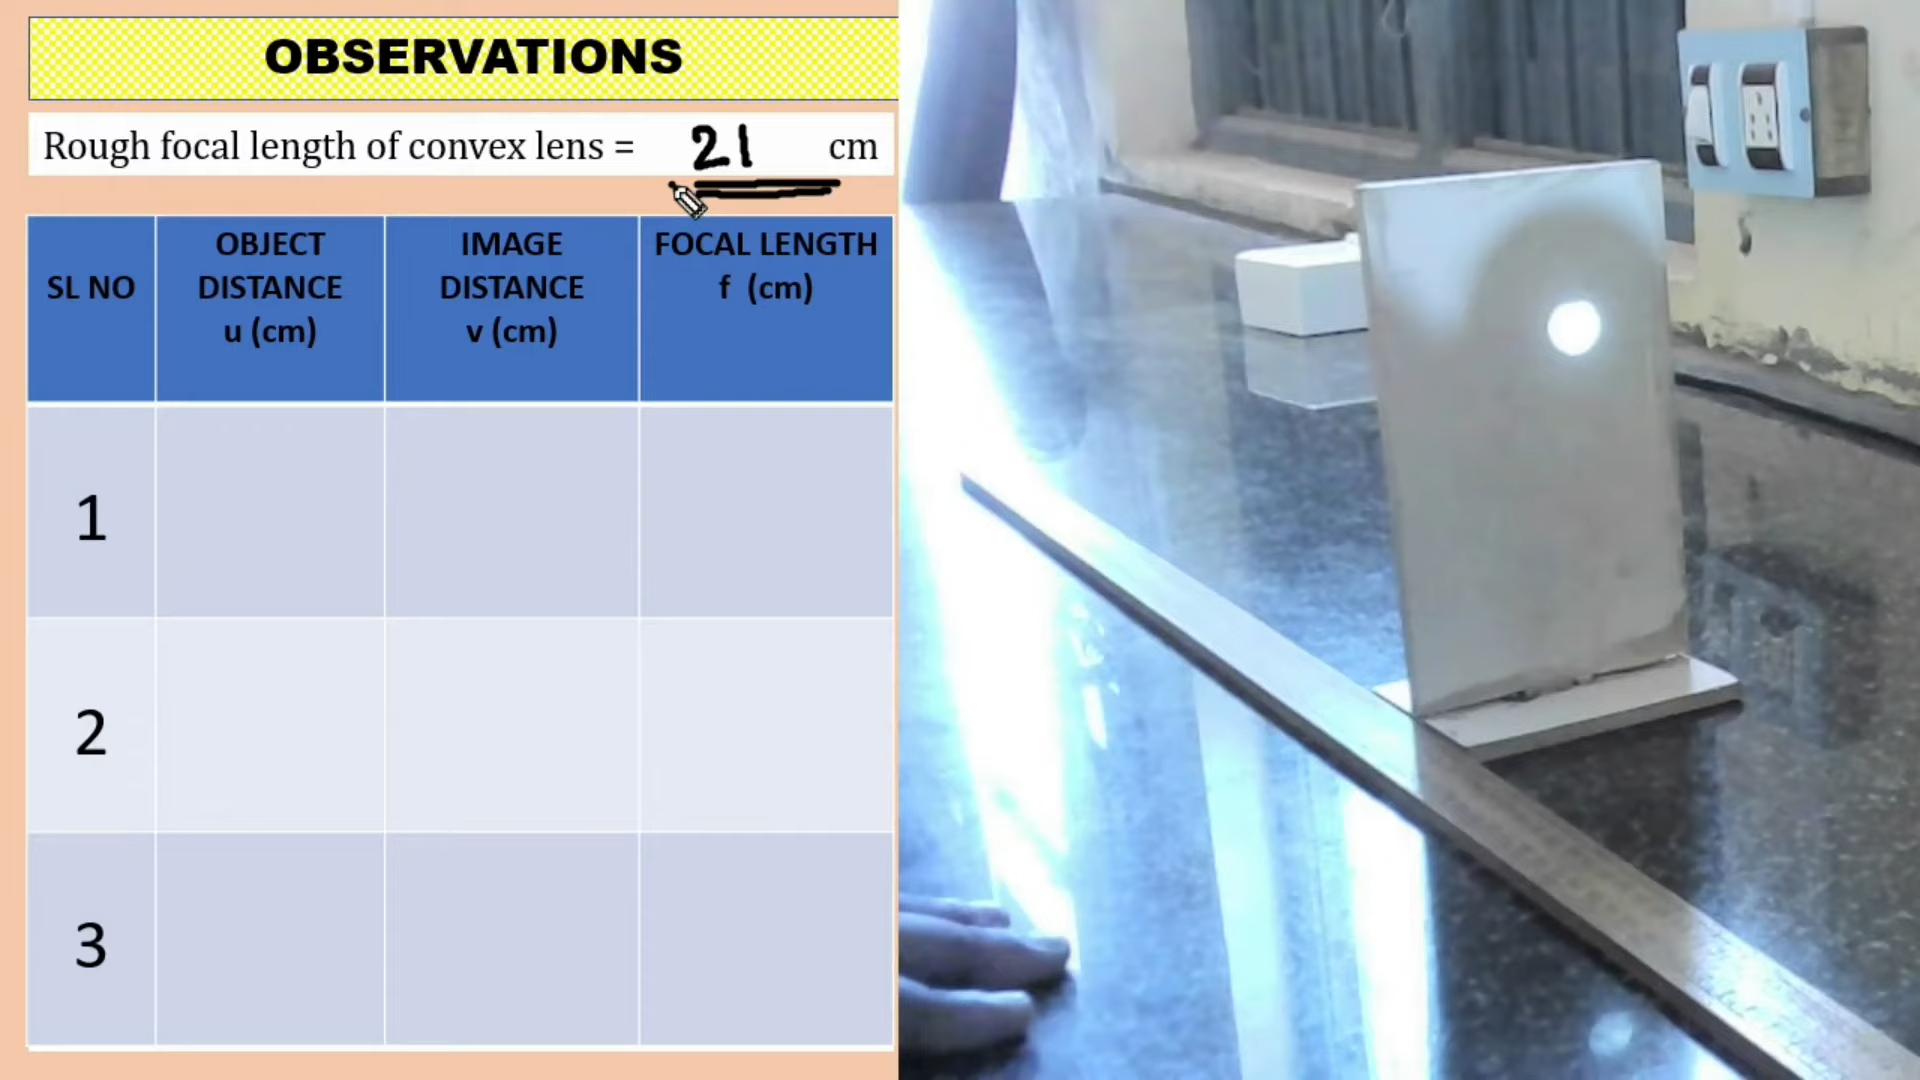 OBSERVATIONS
Rough focal length of convex lens = 21 cm
SL NO
OBJECT
DISTANCE
u (cm)
IMAGE
DISTANCE
v (cm)
FOCAL LENGTH
f (cm)
1
2
3